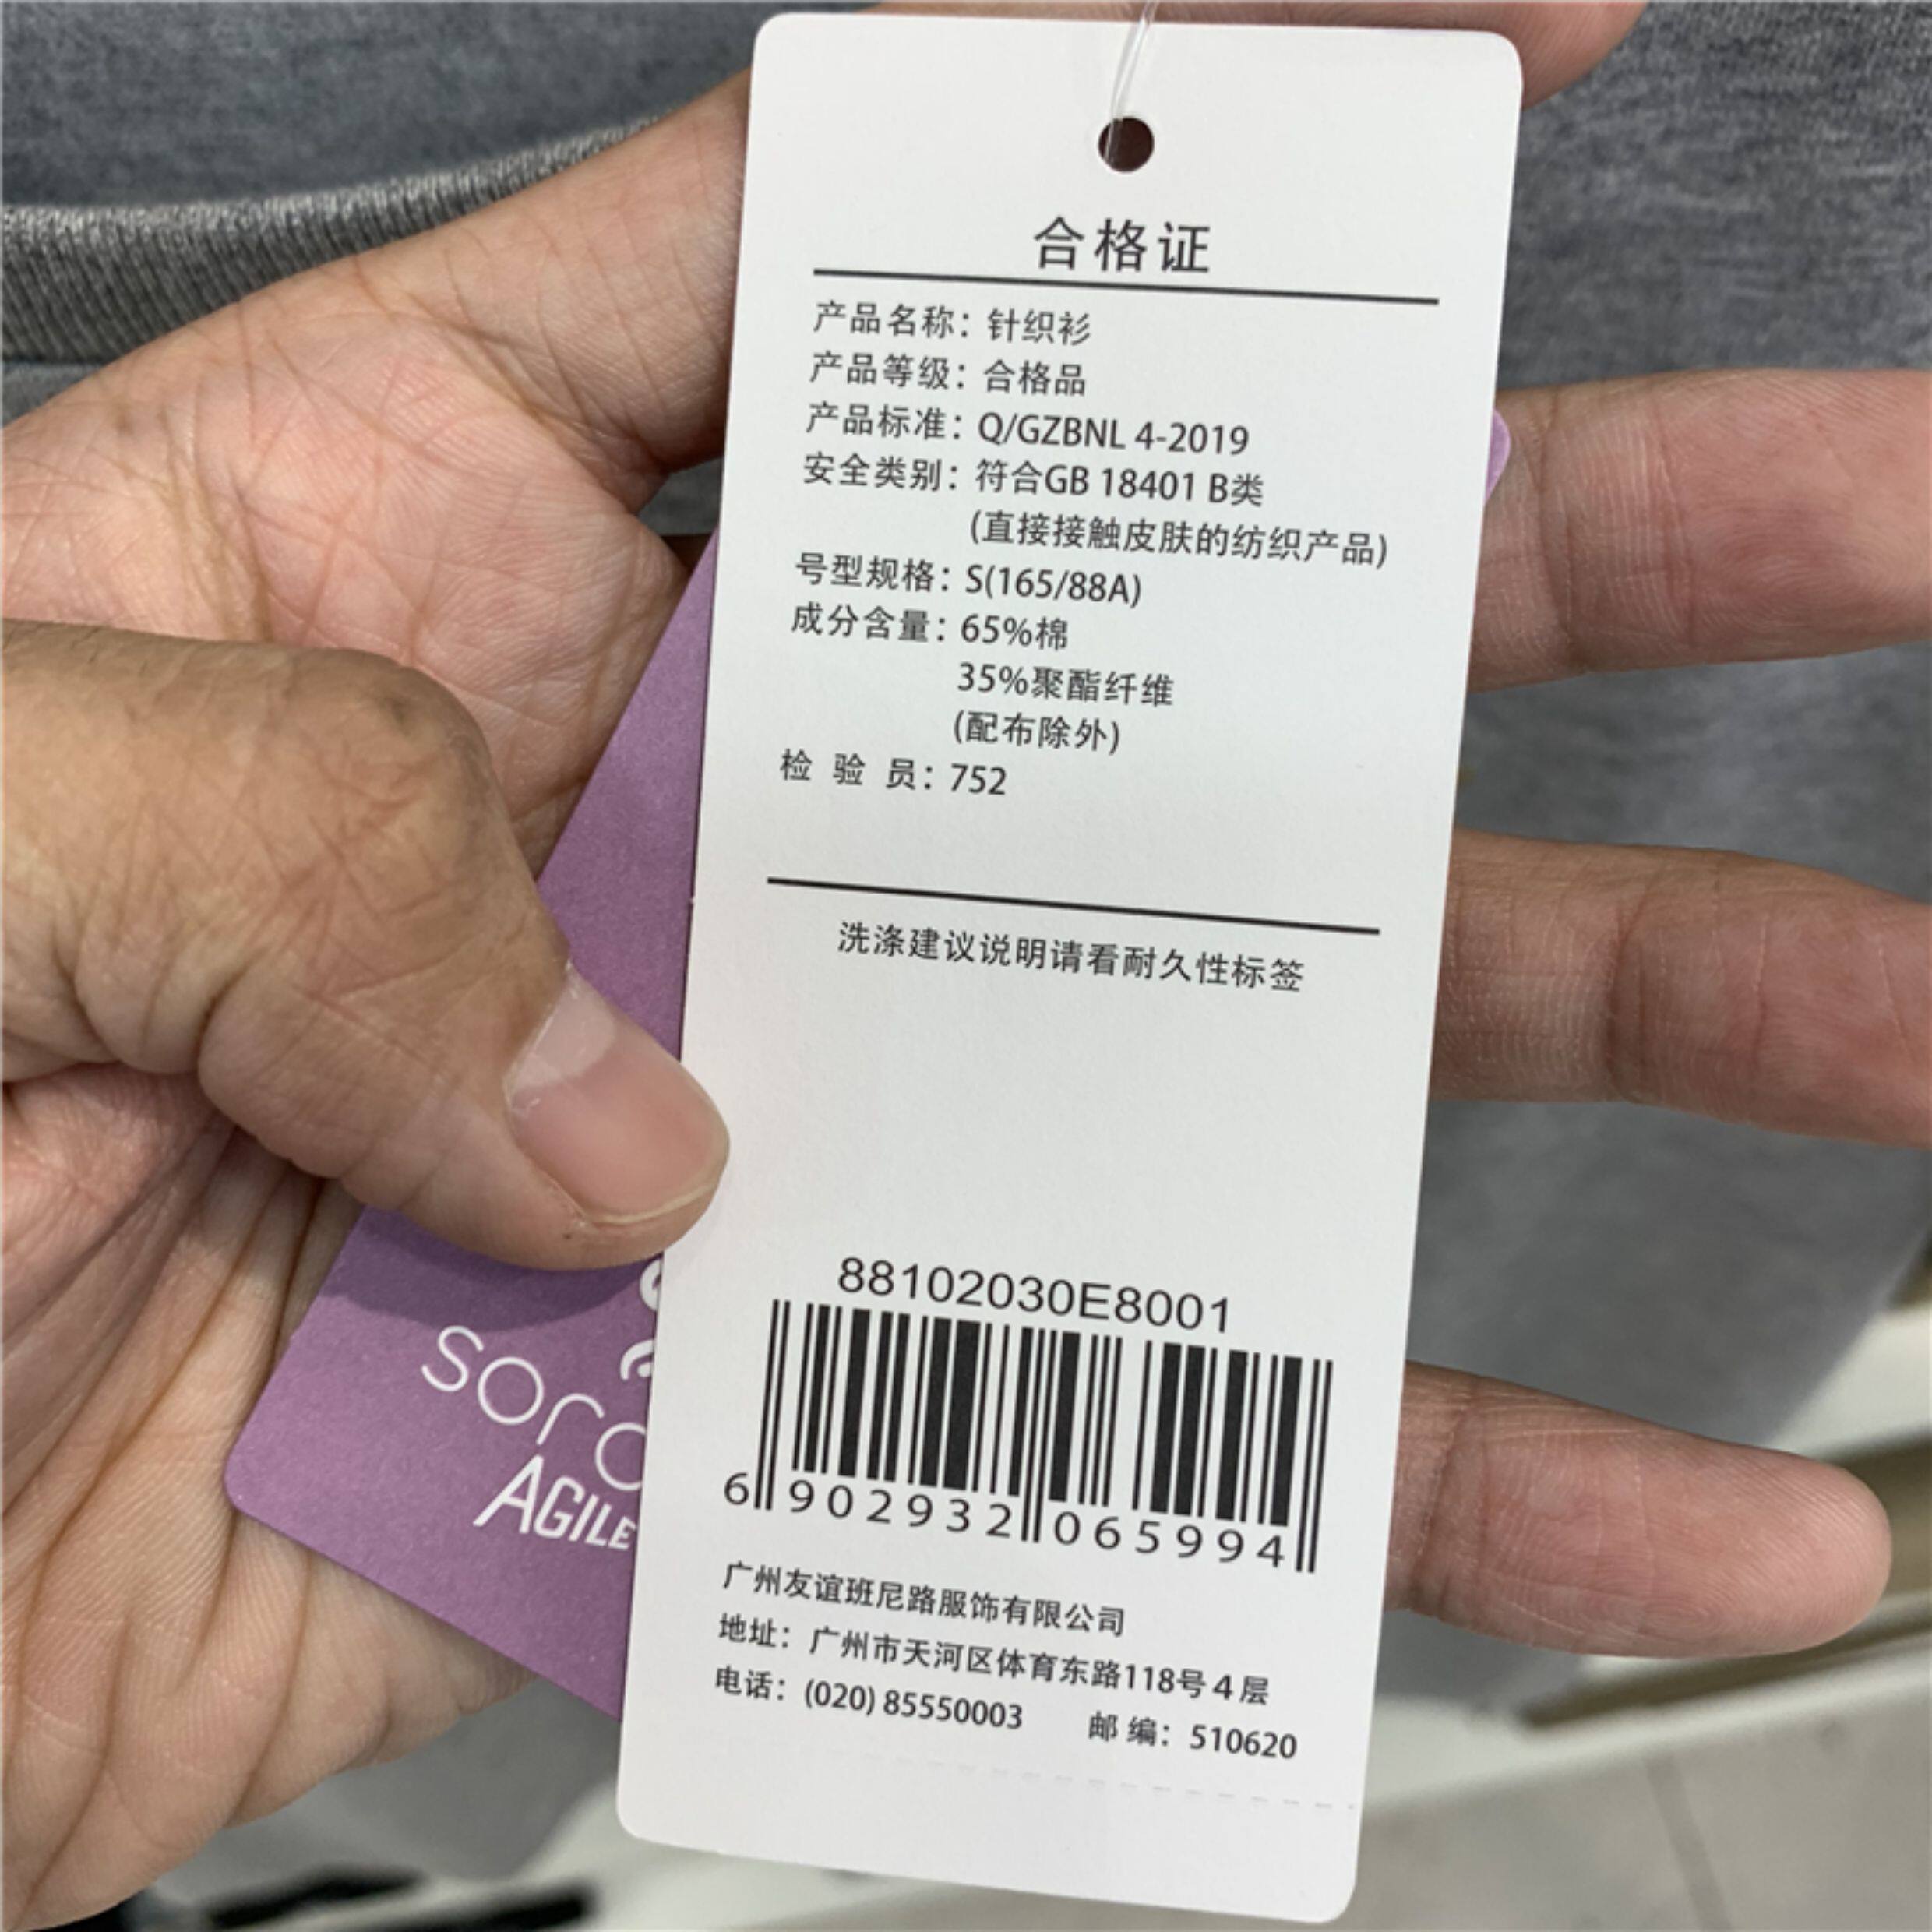 合格证
产品名称：针织衫
产品等级：合格品
产品标准：Q/GZBNL 4-2019
安全类别：符合GB 18401 B类
(直接接触皮肤的纺织产品)
号型规格：S(165/88A)
成分含量：65%棉
35%聚酯纤维
(配布除外)
检 验 员：752
洗涤建议说明请看耐久性标签
88102030E8001
6 902932 065994
广州友谊班尼路服饰有限公司
地址：广州市天河区体育东路118号4层
电话：(020) 85550003 邮 编：510620
AGILE